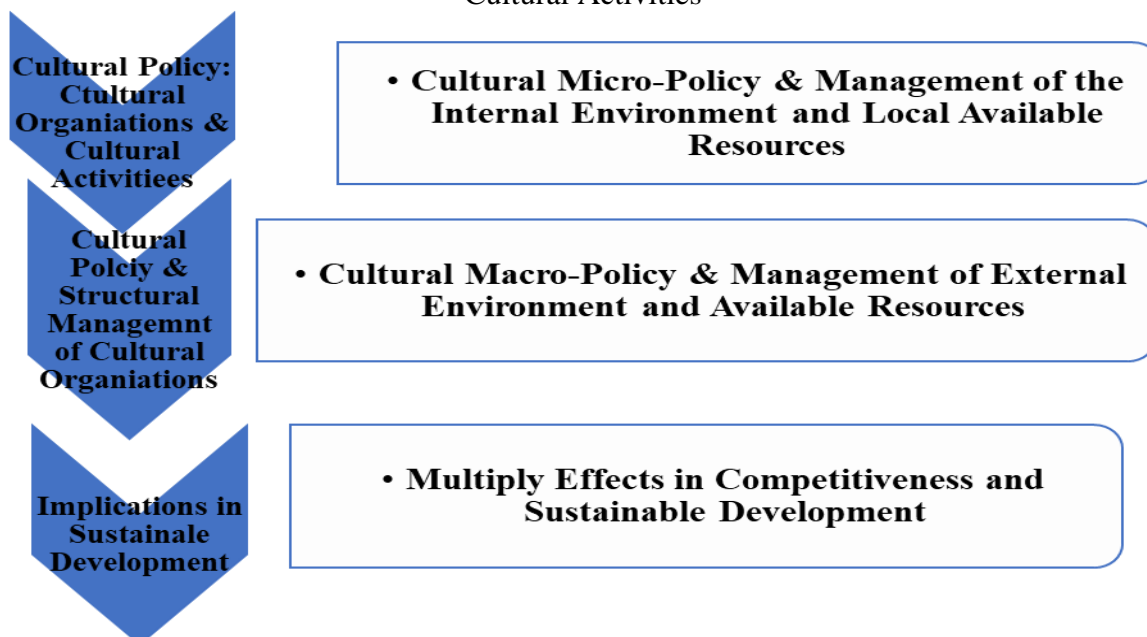 Cultural Activities
Cultural Policy:
Ctultural
Organiations &
Cultural
Activitiees
• Cultural Micro-Policy & Management of the
Internal Environment and Local Available
Resources
Cultural
Polciy &
Structural
Managemnt
of Cultural
Organiations
• Cultural Macro-Policy & Management of External
Environment and Available Resources
Implications in
Sustainale
Development
• Multiply Effects in Competitiveness and
Sustainable Development